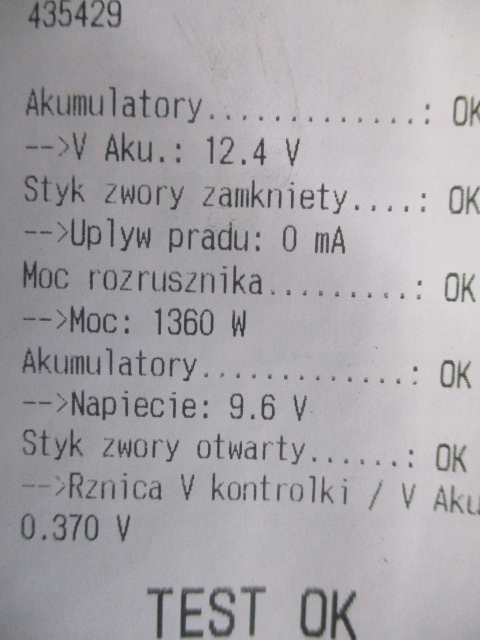 435429
Akumulatory..............: OK
-->V Aku.: 12.4 V
Styk zwory zamkniety....: OK
-->Uplyw pradu: 0 mA
Moc rozrusznika.........: OK
-->Moc: 1360 W
Akumulatory.............: OK
-->Napiecie: 9.6 V
Styk zwory otwarty......: OK
-->Rznica V kontrolki / V Aku
0.370 V
TEST OK